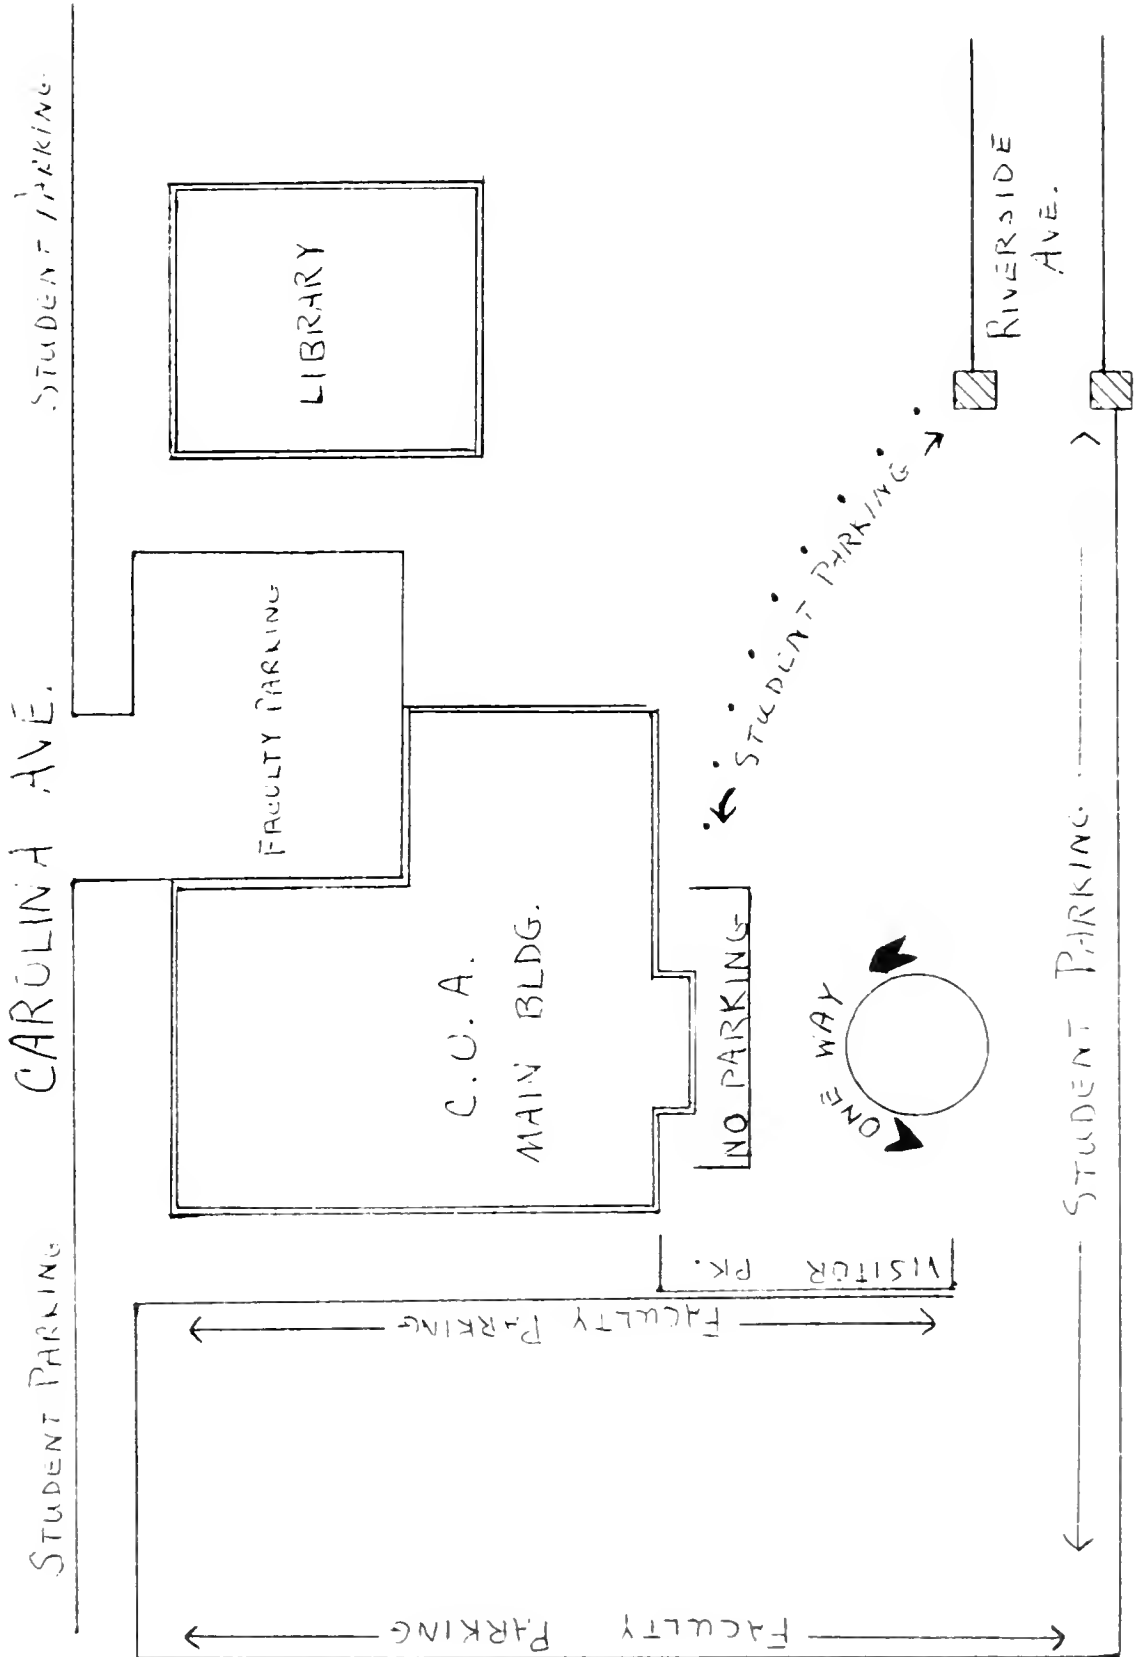 STUDENT PARKING
CAROLINA AVE.
STUDENT PARKING
FACULTY PARKING
LIBRARY
C.O.A.
MAIN BLDG.
NO PARKING
VISITOR PK.
FACULTY PARKING
FACULTY PARKING
ONE WAY
STUDENT PARKING
STUDENT PARKING
RIVERSIDE
AVE.